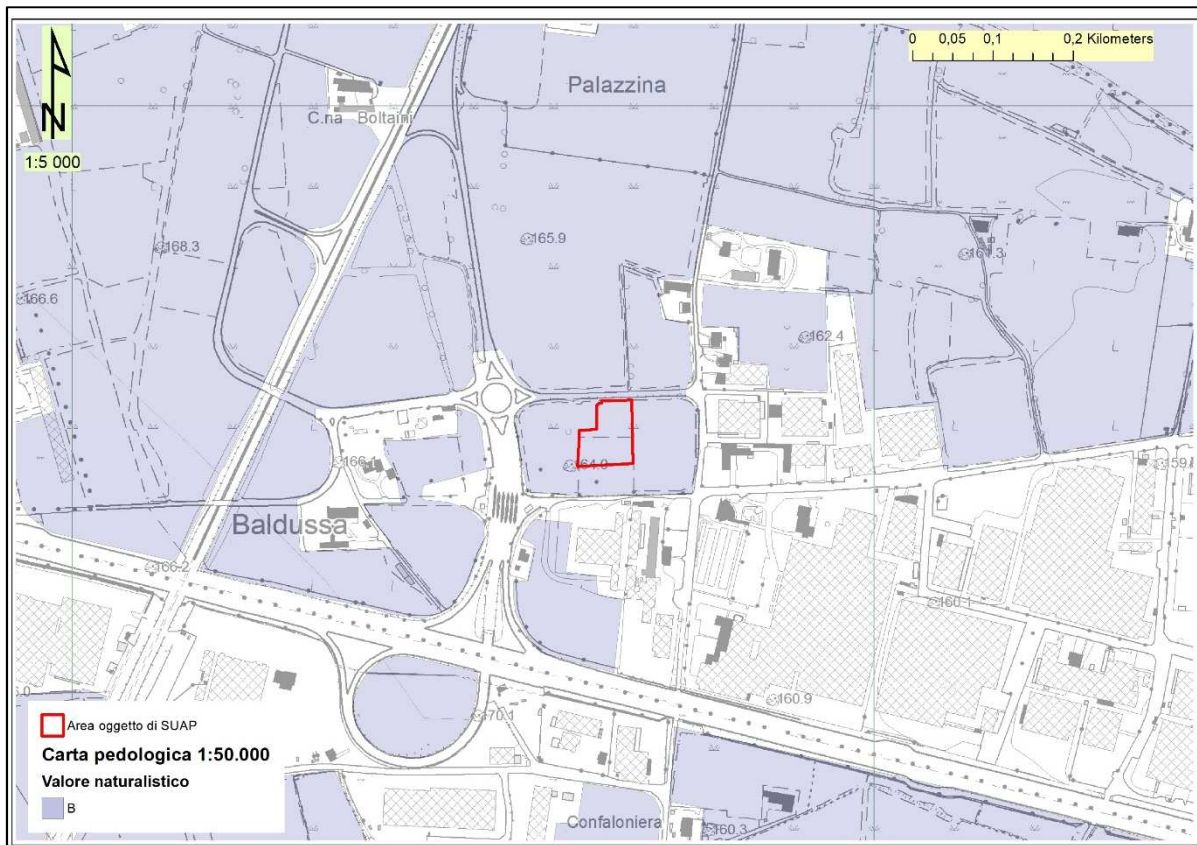 0 0,05 0,1 0,2 Kilometers
N
1:5 000
Palazzina
C.na Boltaini
168.3
165.9
166.6
162.4
166.1
164.0
Baldussa
166.2
160.1
160.9
170.1
Area oggetto di SUAP
Carta pedologica 1:50.000
Valore naturalistico
B
Confaloniera
160.3